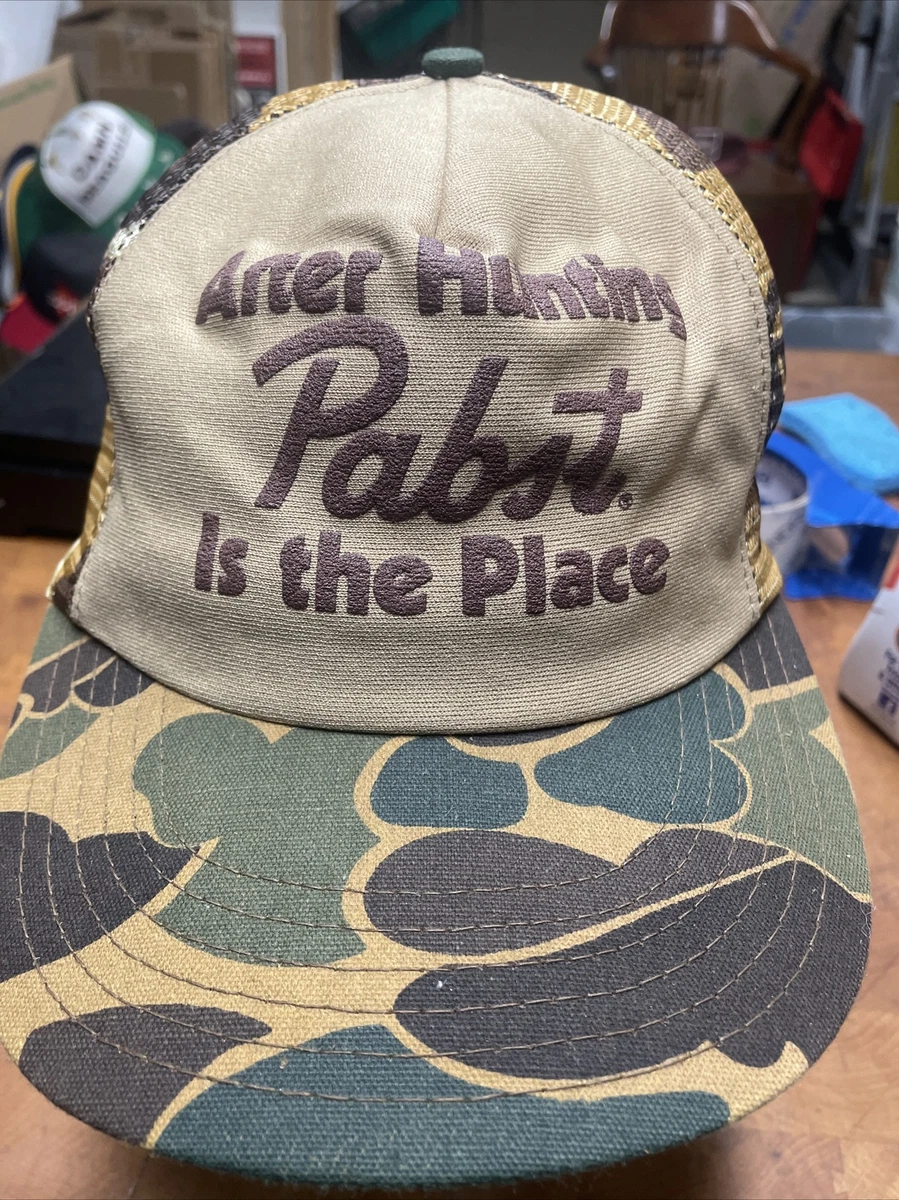 After Hunting
Pabst®
Is the Place